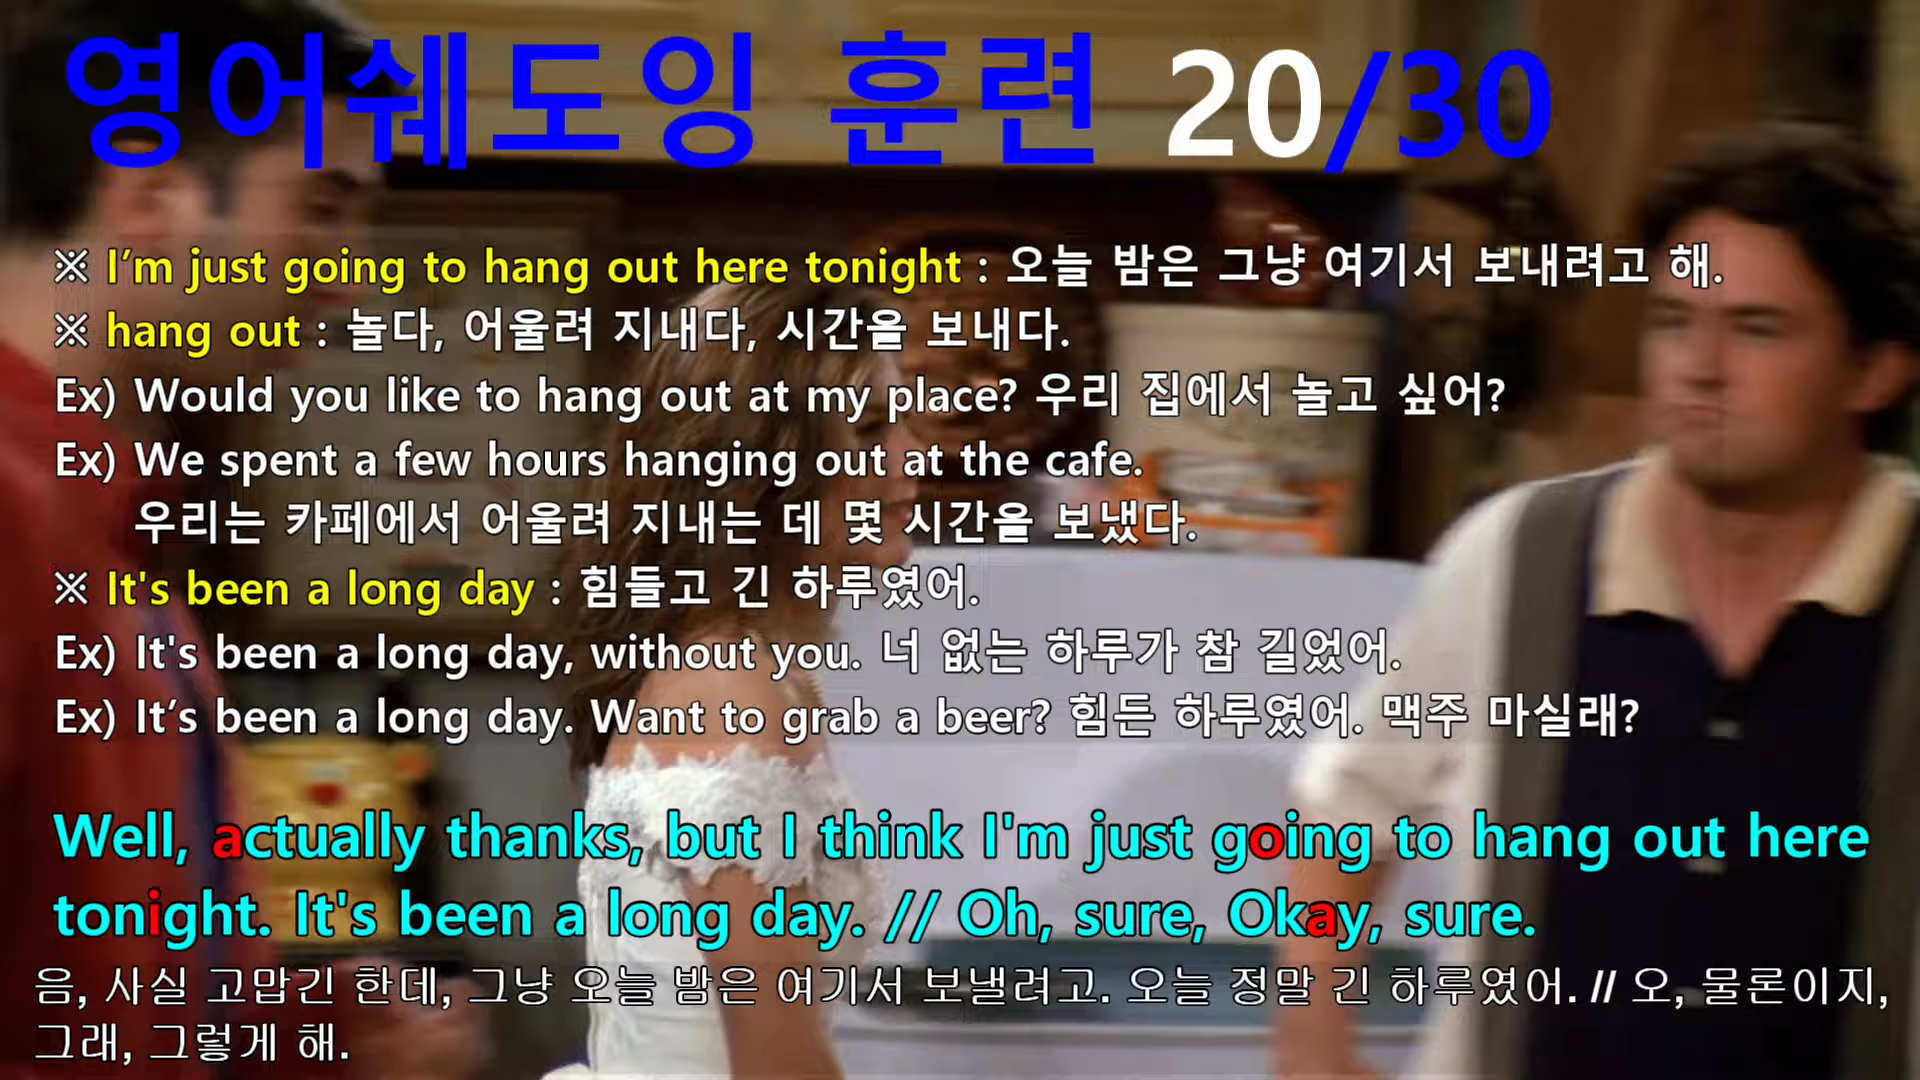 영어쉐도잉 훈련 20/30
※ I’m just going to hang out here tonight : 오늘 밤은 그냥 여기서 보내려고 해.
※ hang out : 놀다, 어울려 지내다, 시간을 보내다.
Ex) Would you like to hang out at my place? 우리 집에서 놀고 싶어?
Ex) We spent a few hours hanging out at the cafe.
우리는 카페에서 어울려 지내는 데 몇 시간을 보냈다.
※ It's been a long day : 힘들고 긴 하루였어.
Ex) It's been a long day, without you. 너 없는 하루가 참 길었어.
Ex) It’s been a long day. Want to grab a beer? 힘든 하루였어. 맥주 마실래?
Well, actually thanks, but I think I'm just going to hang out here
tonight. It's been a long day. // Oh, sure, Okay, sure.
음, 사실 고맙긴 한데, 그냥 오늘 밤은 여기서 보낼려고. 오늘 정말 긴 하루였어. // 오, 물론이지,
그래, 그렇게 해.